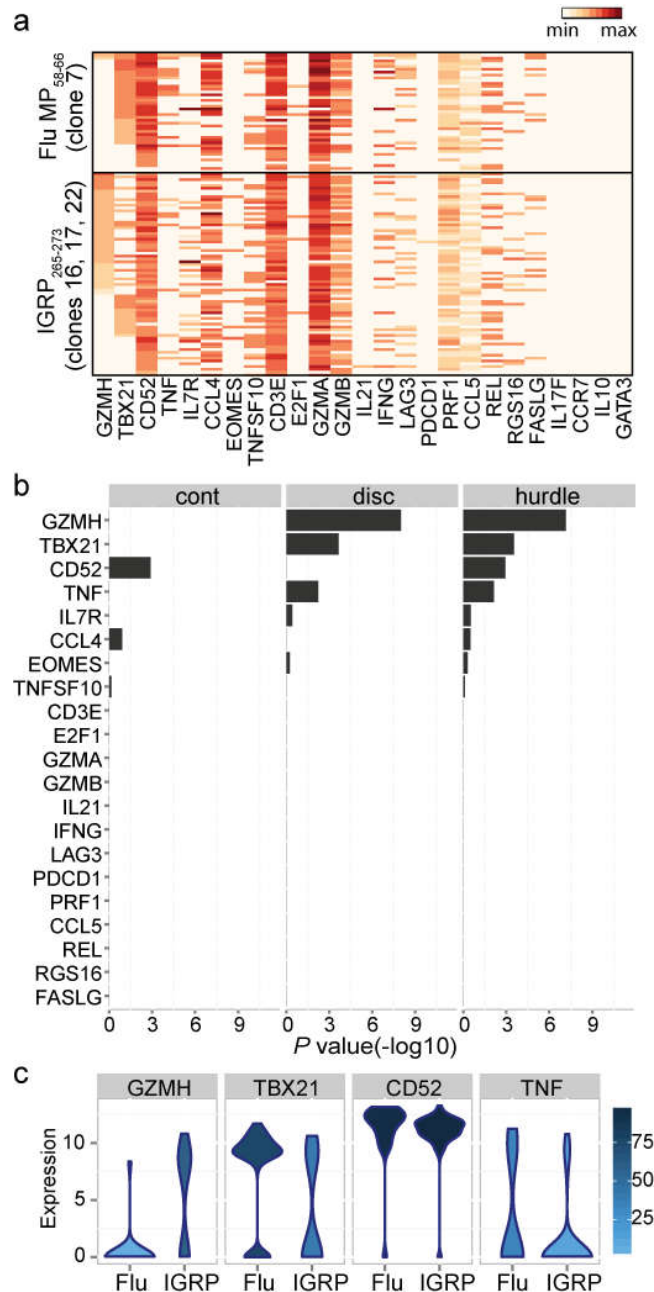 a
min max
Flu MP58-66
(clone 7)
IGRP265-273
(clones 16, 17, 22)
GZMH
TBX21
CD52
TNF
IL7R
CCL4
EOMES
TNFSF10
CD3E
E2F1
GZMA
GZMB
IL21
IFNG
LAG3
PDCD1
PRF1
CCL5
REL
RGS16
FASLG
IL17F
CCR7
IL10
GATA3
b
cont disc hurdle
GZMH
TBX21
CD52
TNF
IL7R
CCL4
EOMES
TNFSF10
CD3E
E2F1
GZMA
GZMB
IL21
IFNG
LAG3
PDCD1
PRF1
CCL5
REL
RGS16
FASLG
0 3 6 9 0 3 6 9 0 3 6 9
P value(-log10)
c
GZMH TBX21 CD52 TNF
Expression
10
5
0
75
50
25
Flu IGRP Flu IGRP Flu IGRP Flu IGRP